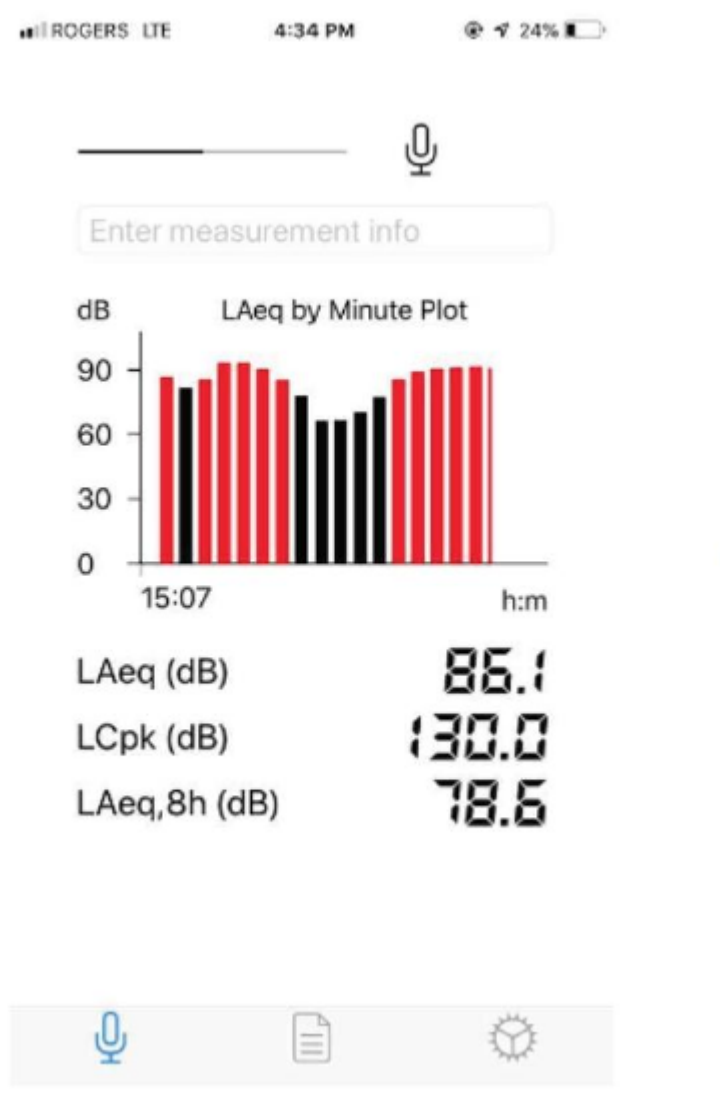 ROGERS LTE 4:34 PM 24%
Enter measurement info
dB LAeq by Minute Plot
90
60
30
0
15:07 h:m
LAeq (dB) 86.1
LCpk (dB) 130.0
LAeq,8h (dB) 78.6